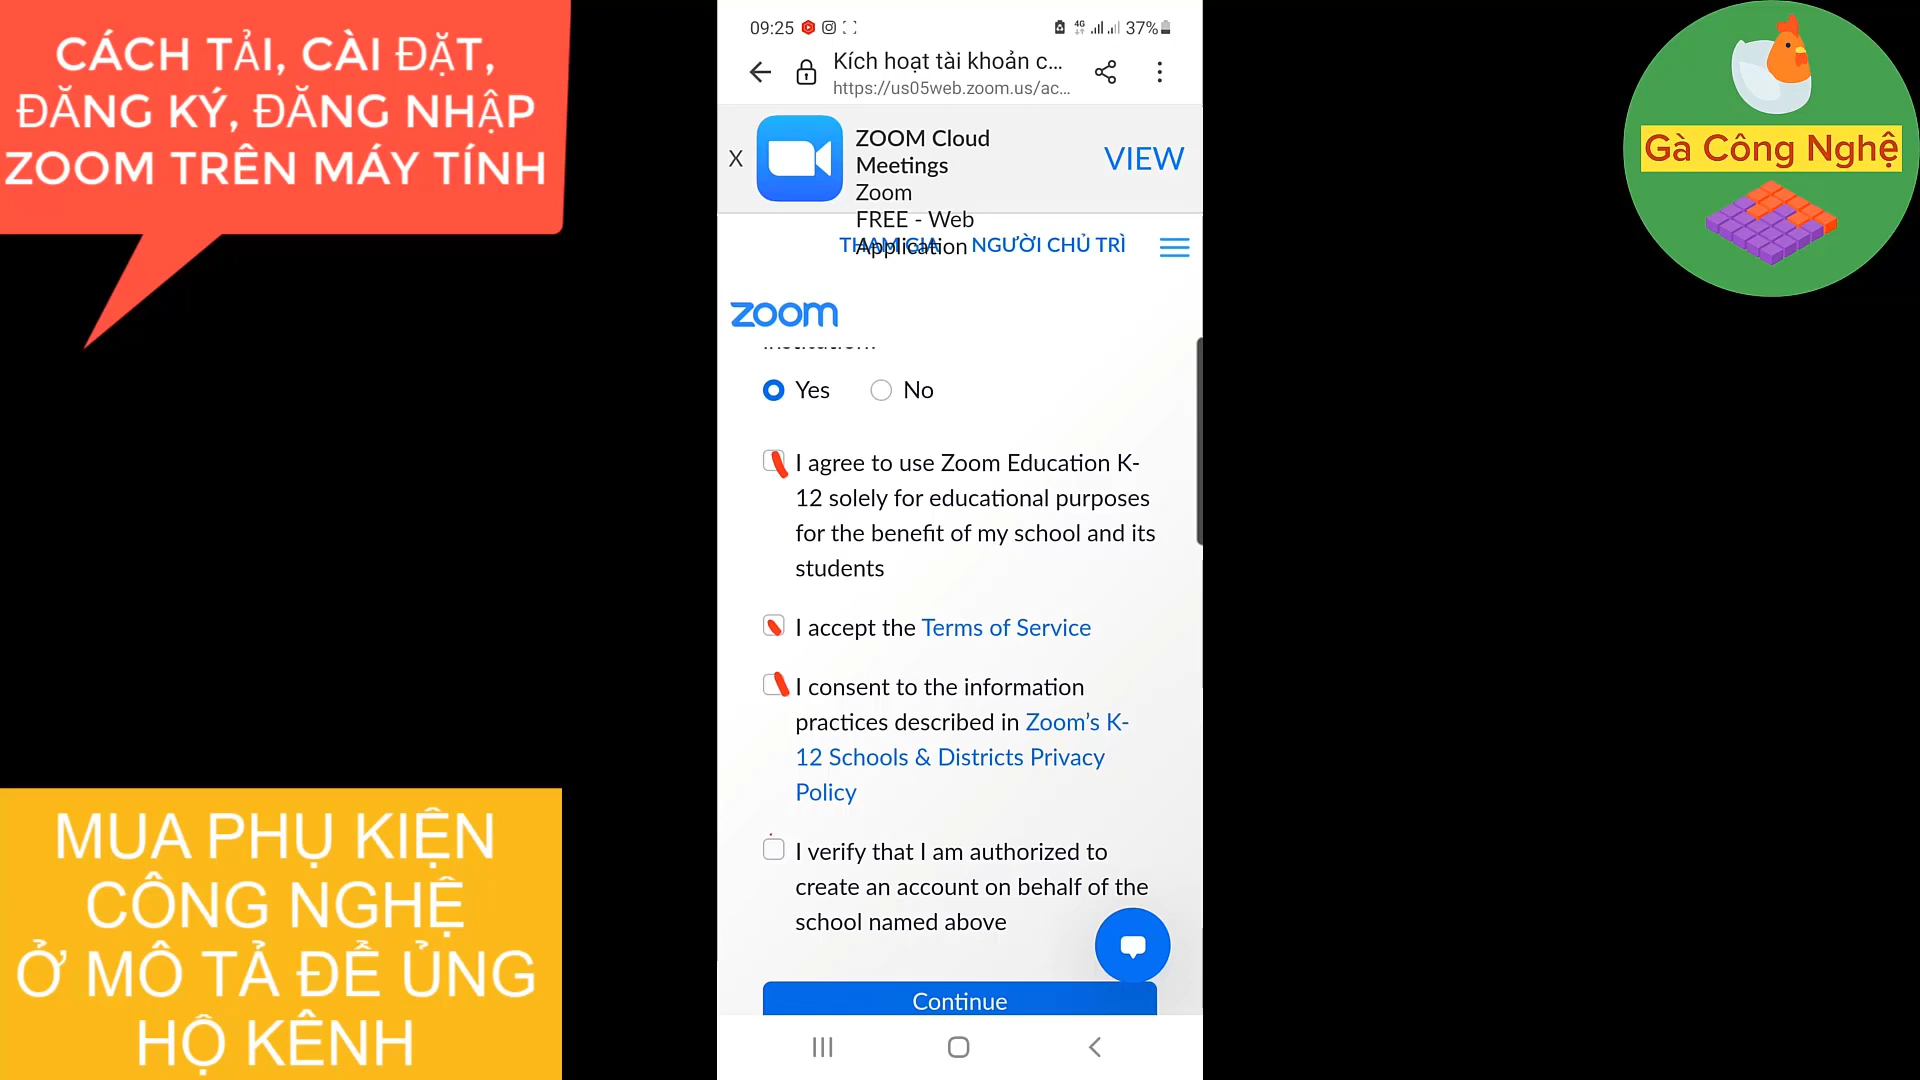 CÁCH TẢI, CÀI ĐẶT,
ĐĂNG KÝ, ĐĂNG NHẬP
ZOOM TRÊN MÁY TÍNH
MUA PHỤ KIỆN
CÔNG NGHỆ
Ở MÔ TẢ ĐỂ ỦNG
HỘ KÊNH
09:25
4G
37%
Kích hoạt tài khoản c...
https://us05web.zoom.us/ac...
X
ZOOM Cloud
Meetings
Zoom
FREE - Web
Application
VIEW
THAM GIA
NGƯỜI CHỦ TRÌ
zoom
Yes
No
I agree to use Zoom Education K-
12 solely for educational purposes
for the benefit of my school and its
students
I accept the Terms of Service
I consent to the information
practices described in Zoom’s K-
12 Schools & Districts Privacy
Policy
I verify that I am authorized to
create an account on behalf of the
school named above
Continue
Gà Công Nghệ